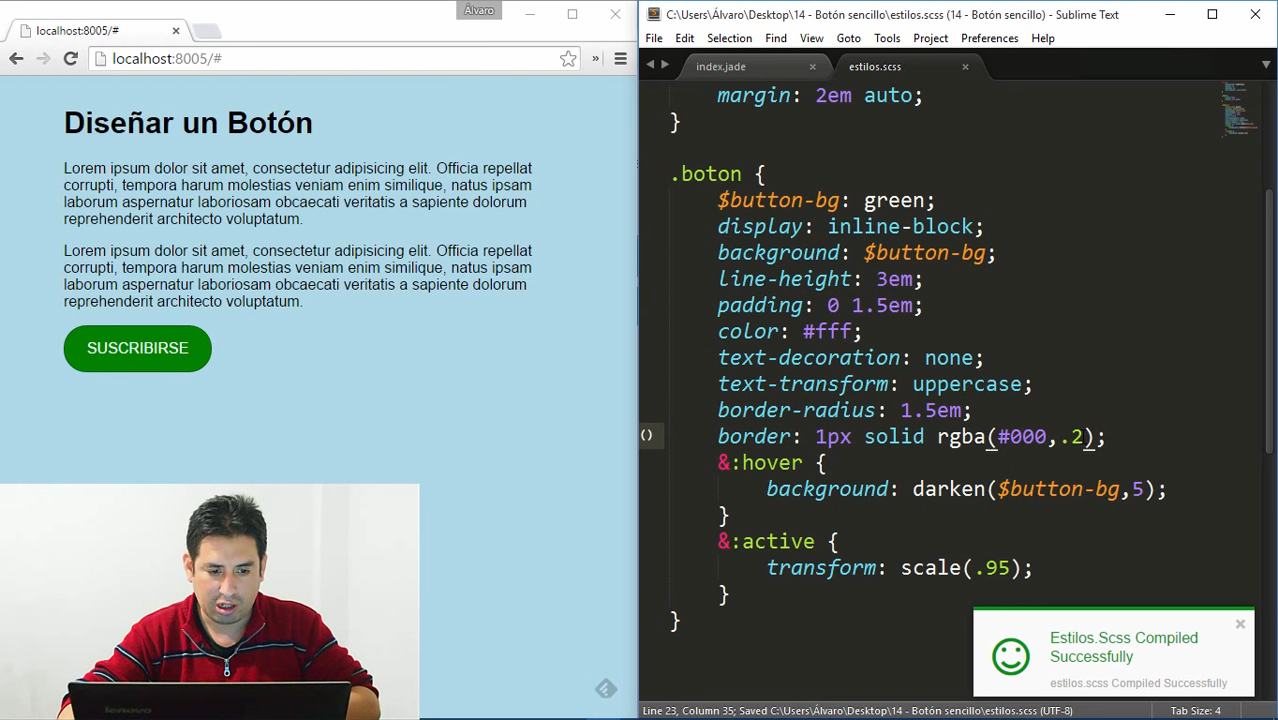 Álvaro
localhost:8005/#
localhost:8005/#
»
Diseñar un Botón
Lorem ipsum dolor sit amet, consectetur adipisicing elit. Officia repellat
corrupti, tempora harum molestias veniam enim similique, natus ipsam
laborum aspernatur laboriosam obcaecati veritatis a sapiente dolorum
reprehenderit architecto voluptatum.
Lorem ipsum dolor sit amet, consectetur adipisicing elit. Officia repellat
corrupti, tempora harum molestias veniam enim similique, natus ipsam
laborum aspernatur laboriosam obcaecati veritatis a sapiente dolorum
reprehenderit architecto voluptatum.
SUSCRIBIRSE
C:\Users\Álvaro\Desktop\14 - Botón sencillo\estilos.scss (14 - Botón sencillo) - Sublime Text
File Edit Selection Find View Goto Tools Project Preferences Help
index.jade estilos.scss
margin: 2em auto;
}
.boton {
$button-bg: green;
display: inline-block;
background: $button-bg;
line-height: 3em;
padding: 0 1.5em;
color: #fff;
text-decoration: none;
text-transform: uppercase;
border-radius: 1.5em;
() border: 1px solid rgba(#000,.2);
&:hover {
background: darken($button-bg,5);
}
&:active {
transform: scale(.95);
}
}
Estilos.Scss Compiled
Successfully
estilos.scss Compiled Successfully
Line 23, Column 35; Saved C:\Users\Álvaro\Desktop\14 - Botón sencillo\estilos.scss (UTF-8) Tab Size: 4